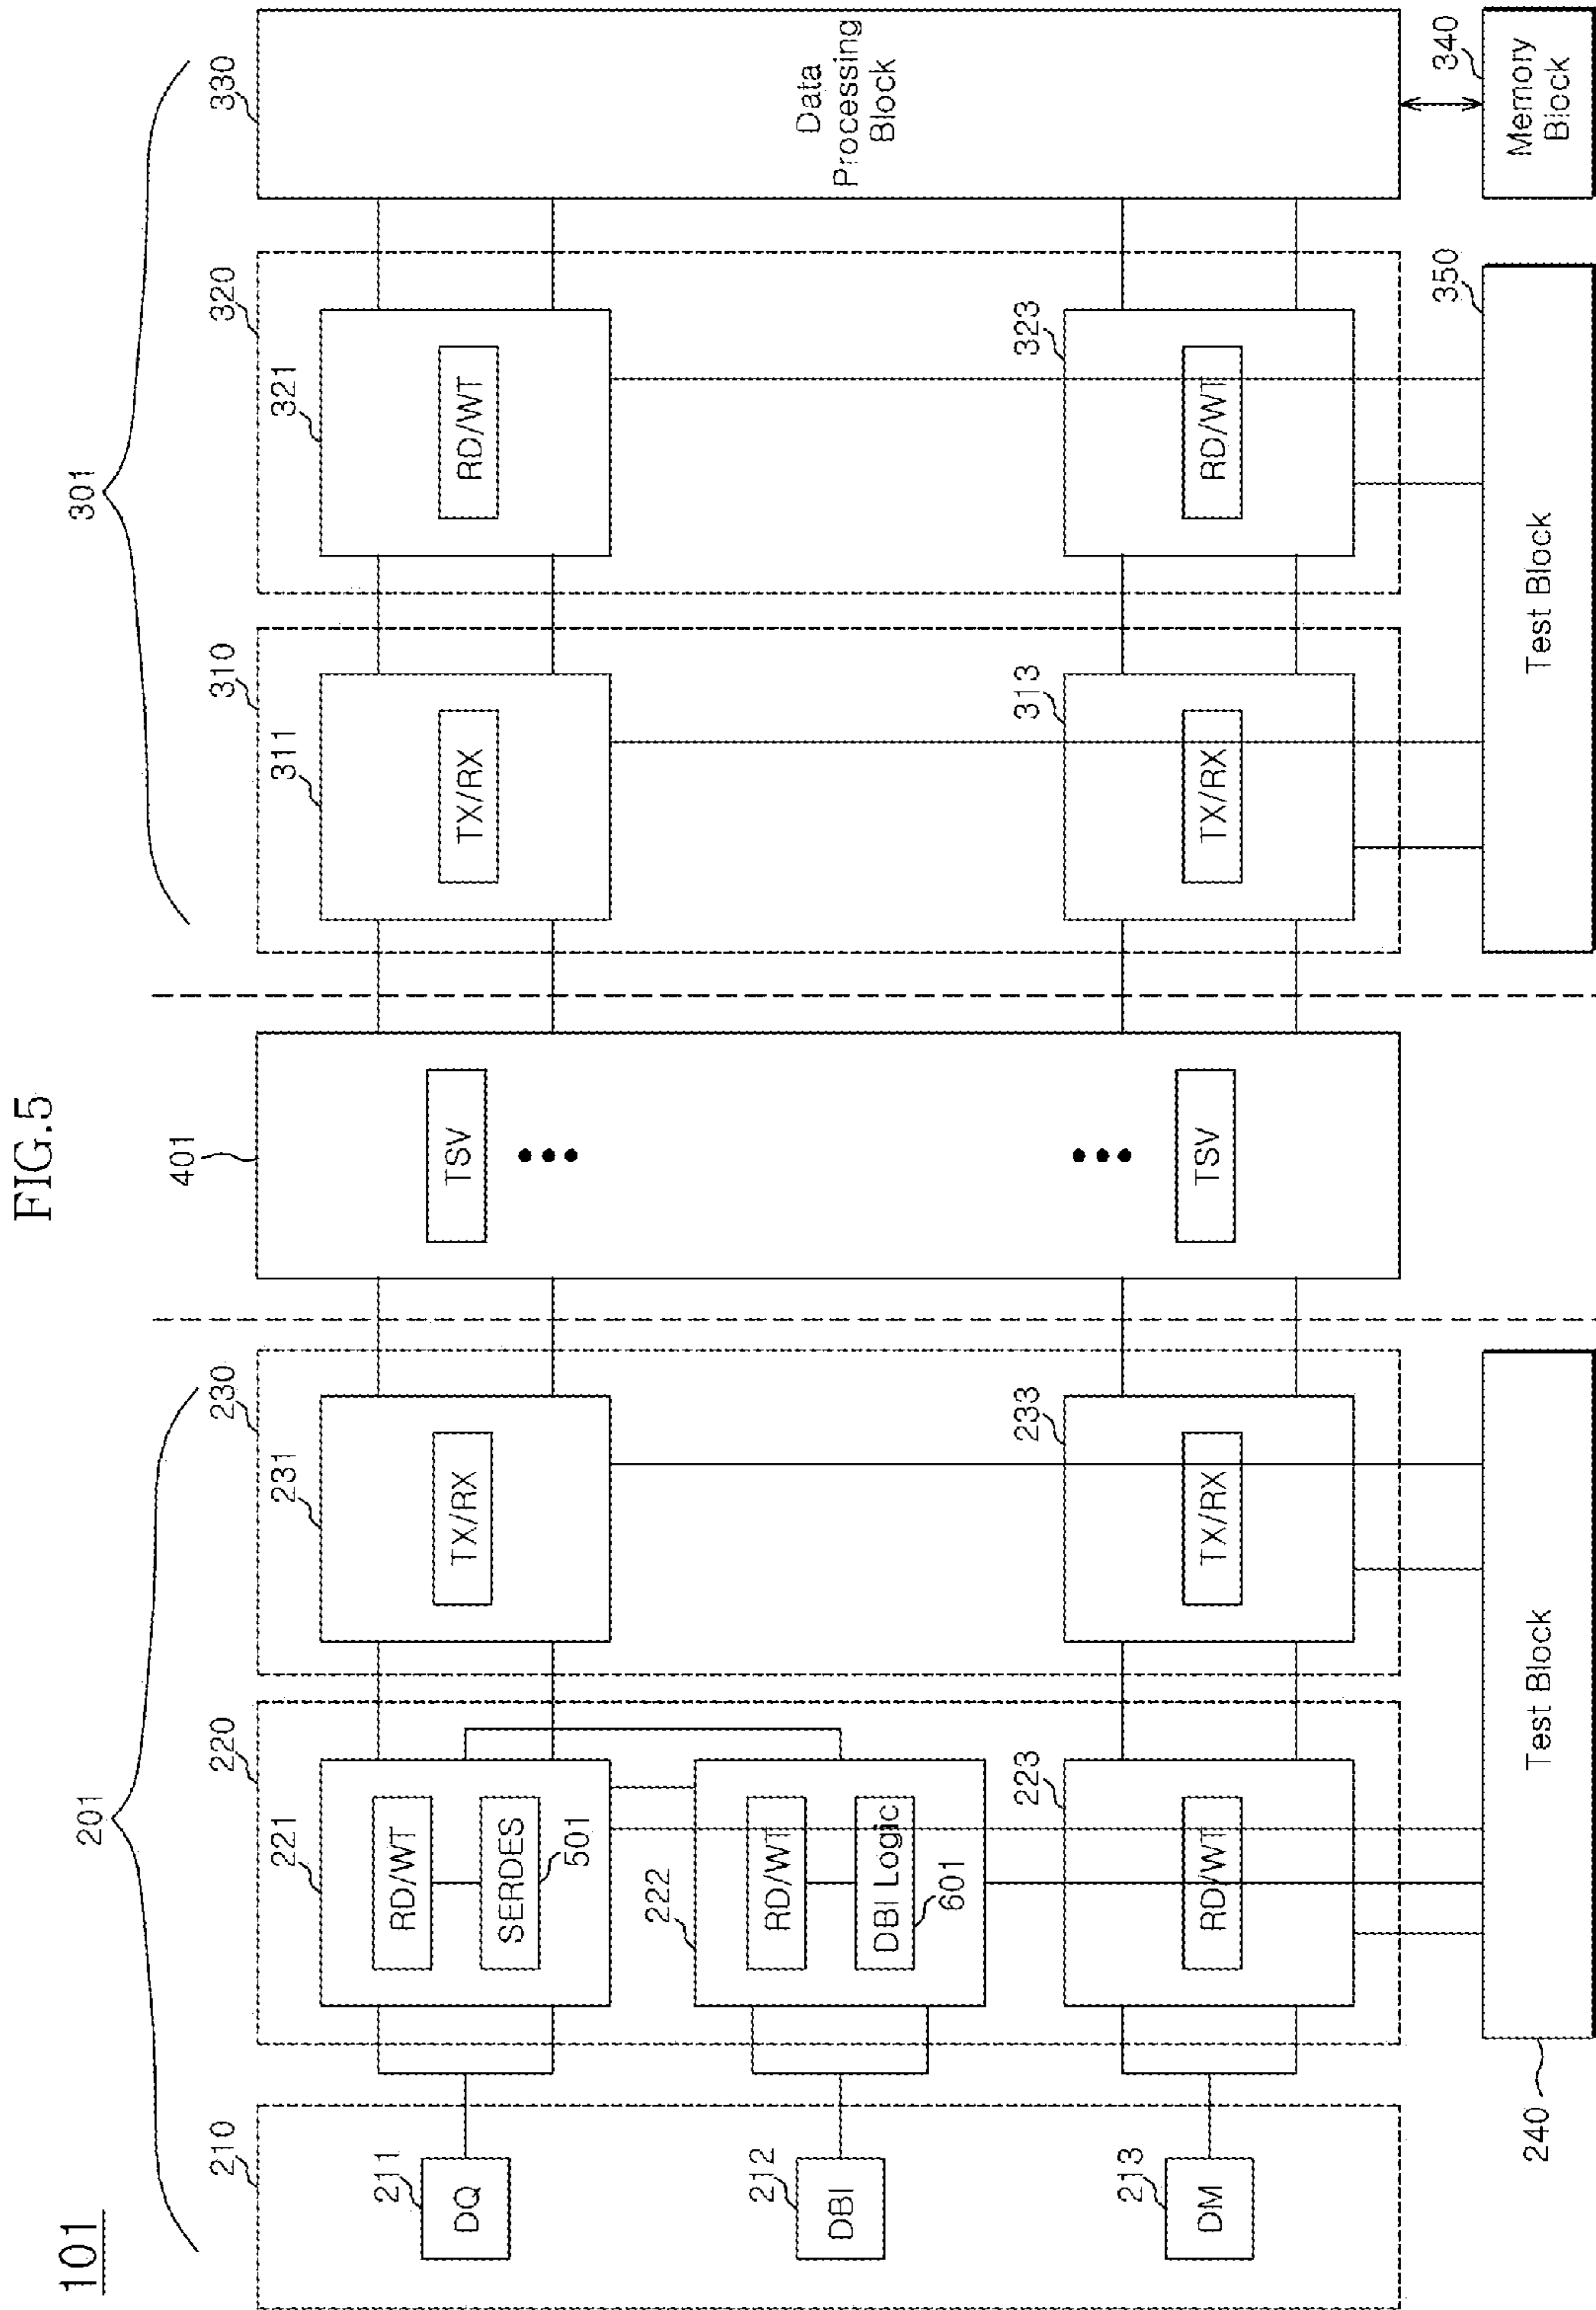 FIG.5
101
201
301
210
220
230
401
310
320
330
211
DQ
212
DBI
213
DM
221
RD/WT
SERDES
501
222
RD/WT
DBI Logic
601
223
RD/WT
231
TX/RX
233
TX/RX
240
Test Block
TSV
TSV
311
TX/RX
313
TX/RX
321
RD/WT
323
RD/WT
350
Test Block
Data
Processing
Block
340
Memory
Block